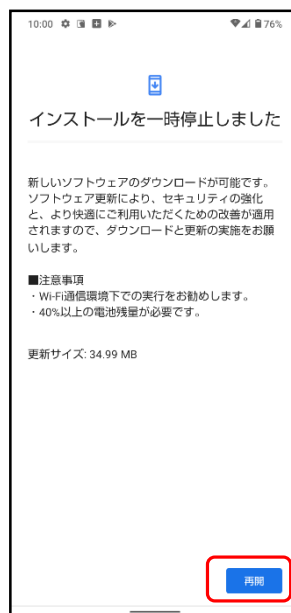 10:00 76%
インストールを一時停止しました
新しいソフトウェアのダウンロードが可能です。
ソフトウェア更新により、セキュリティの強化
と、より快適にご利用いただくための改善が適用
されますので、ダウンロードと更新の実施をお願
いします。
■注意事項
・Wi-Fi通信環境下での実行をお勧めします。
・40%以上の電池残量が必要です。
更新サイズ: 34.99 MB
再開